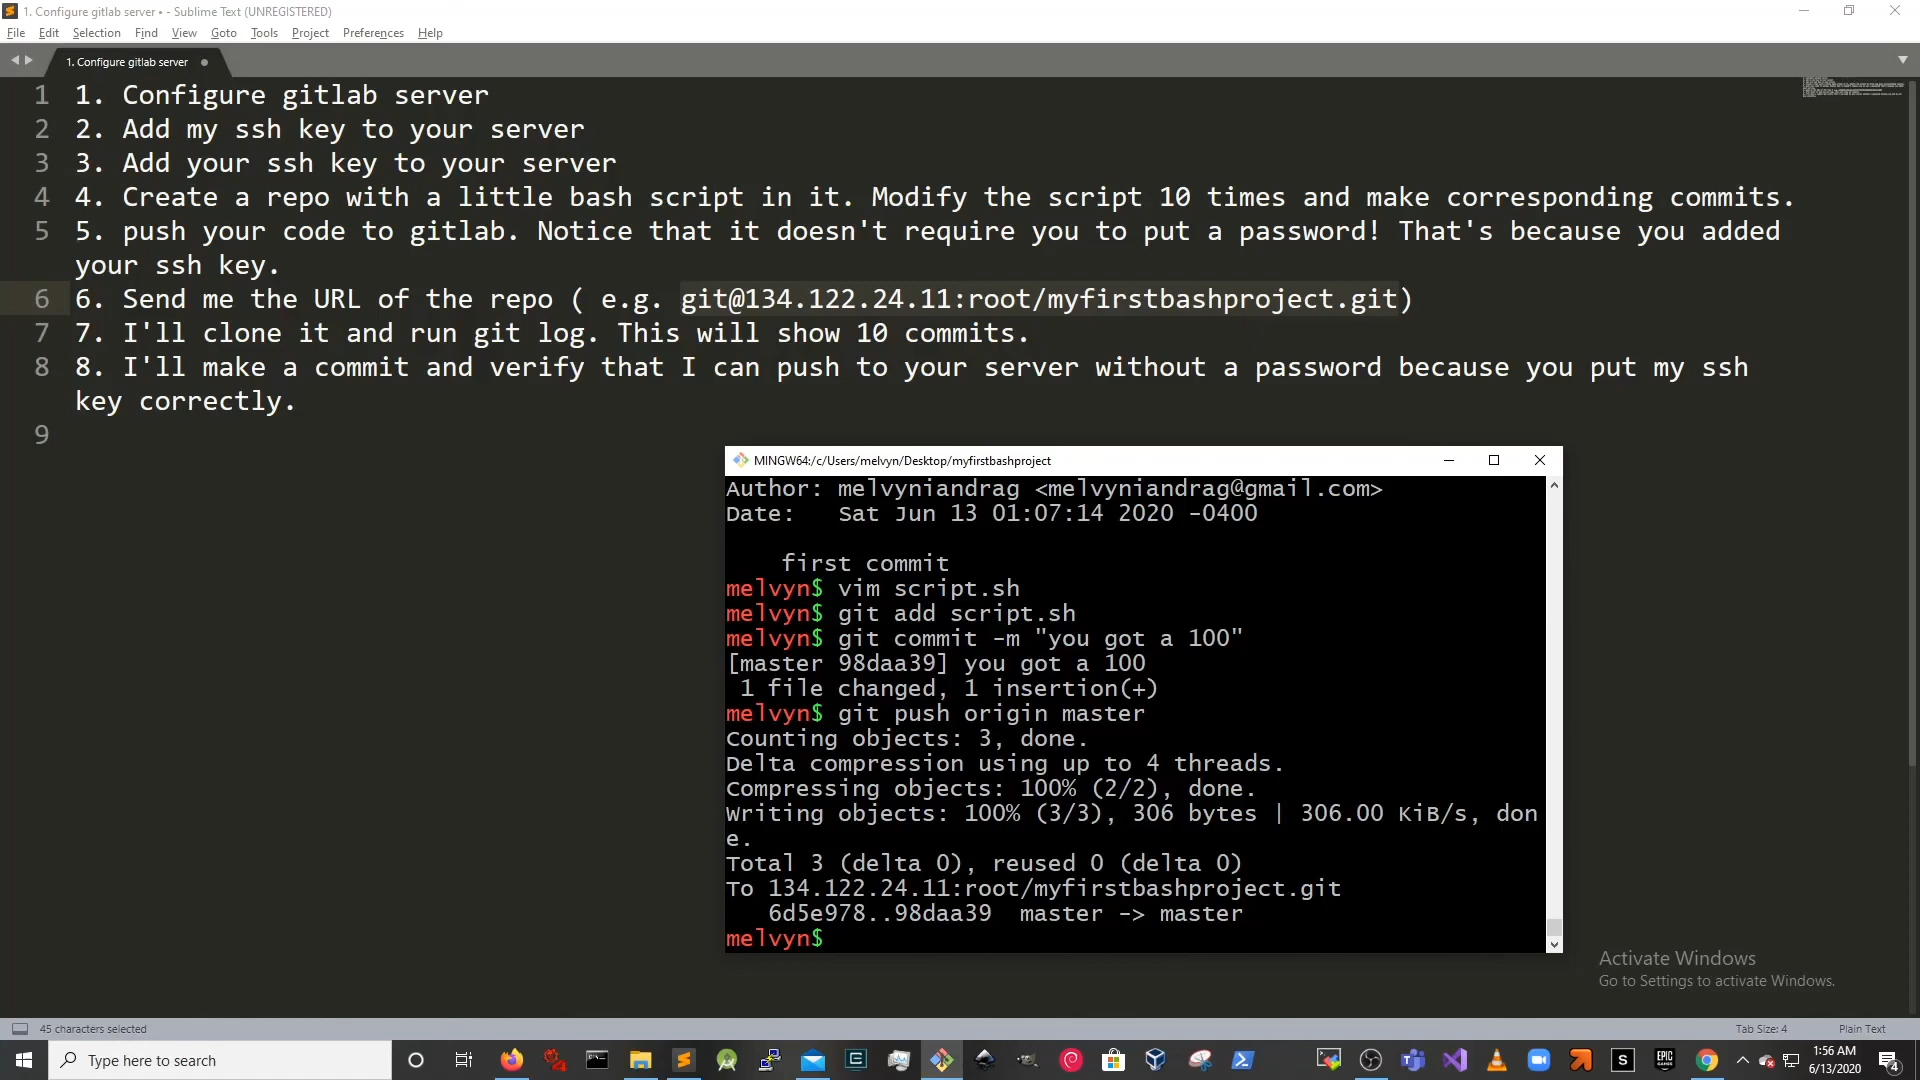 1. Configure gitlab server • - Sublime Text (UNREGISTERED)
File Edit Selection Find View Goto Tools Project Preferences Help
1. Configure gitlab server
1 1. Configure gitlab server
2 2. Add my ssh key to your server
3 3. Add your ssh key to your server
4 4. Create a repo with a little bash script in it. Modify the script 10 times and make corresponding commits.
5 5. push your code to gitlab. Notice that it doesn't require you to put a password! That's because you added
your ssh key.
6 6. Send me the URL of the repo ( e.g. git@134.122.24.11:root/myfirstbashproject.git)
7 7. I'll clone it and run git log. This will show 10 commits.
8 8. I'll make a commit and verify that I can push to your server without a password because you put my ssh
key correctly.
9
MINGW64:/c/Users/melvyn/Desktop/myfirstbashproject
Author: melvyniandrag <melvyniandrag@gmail.com>
Date:   Sat Jun 13 01:07:14 2020 -0400
first commit
melvyn$ vim script.sh
melvyn$ git add script.sh
melvyn$ git commit -m "you got a 100"
[master 98daa39] you got a 100
1 file changed, 1 insertion(+)
melvyn$ git push origin master
Counting objects: 3, done.
Delta compression using up to 4 threads.
Compressing objects: 100% (2/2), done.
Writing objects: 100% (3/3), 306 bytes | 306.00 KiB/s, don
e.
Total 3 (delta 0), reused 0 (delta 0)
To 134.122.24.11:root/myfirstbashproject.git
6d5e978..98daa39  master -> master
melvyn$
Activate Windows
Go to Settings to activate Windows.
45 characters selected
Tab Size: 4
Plain Text
Type here to search
1:56 AM
6/13/2020
4